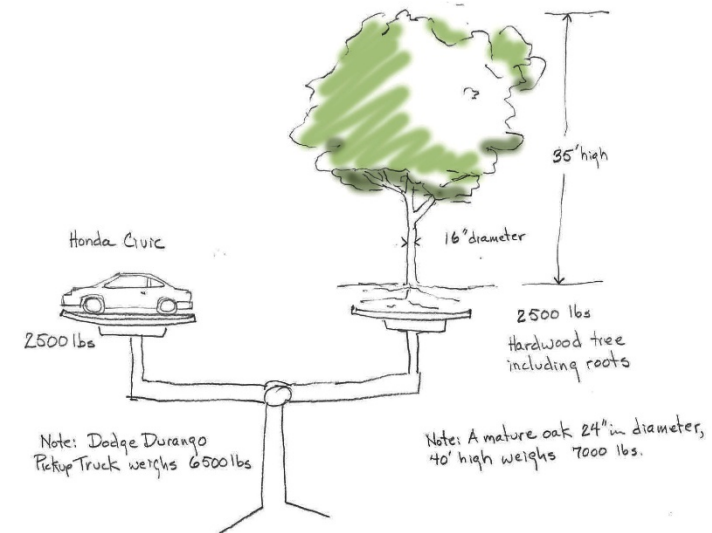 35' high
Honda Civic
16" diameter
2500 lbs
2500 lbs
Hardwood tree
including roots
Note: Dodge Durango
Pickup Truck weighs 6500 lbs
Note: A mature oak 24" in diameter,
40' high weighs 7000 lbs.